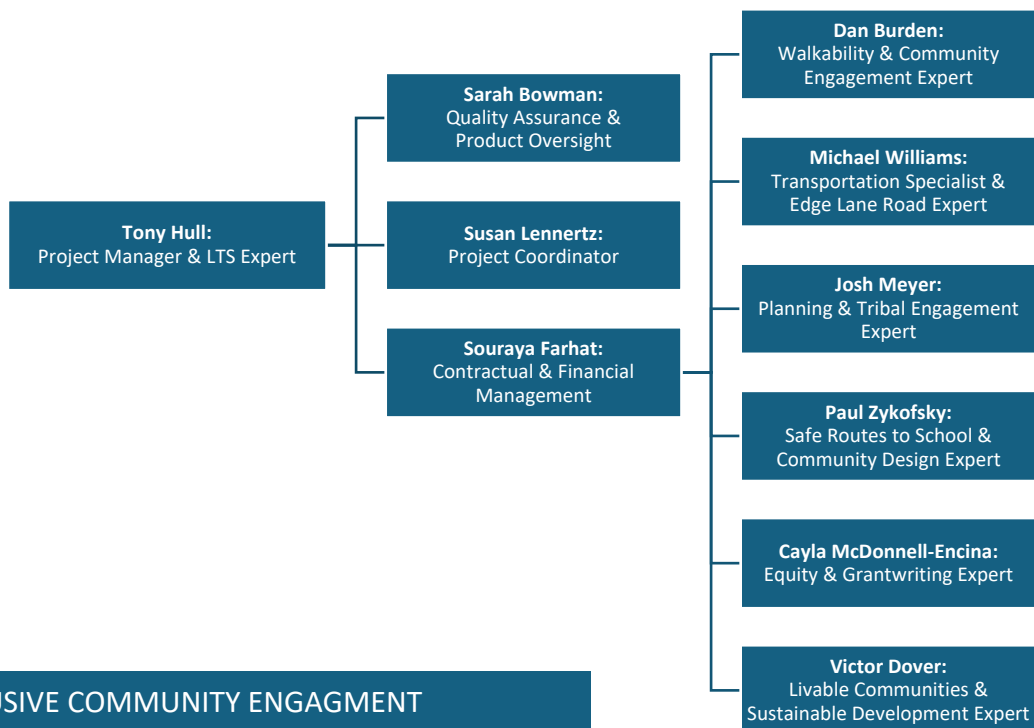 Tony Hull:
Project Manager & LTS Expert
Sarah Bowman:
Quality Assurance &
Product Oversight
Susan Lennertz:
Project Coordinator
Souraya Farhat:
Contractual & Financial
Management
Dan Burden:
Walkability & Community
Engagement Expert
Michael Williams:
Transportation Specialist &
Edge Lane Road Expert
Josh Meyer:
Planning & Tribal Engagement
Expert
Paul Zykofsky:
Safe Routes to School &
Community Design Expert
Cayla McDonnell-Encina:
Equity & Grantwriting Expert
Victor Dover:
Livable Communities &
Sustainable Development Expert
COMMUNITY ENGAGMENT